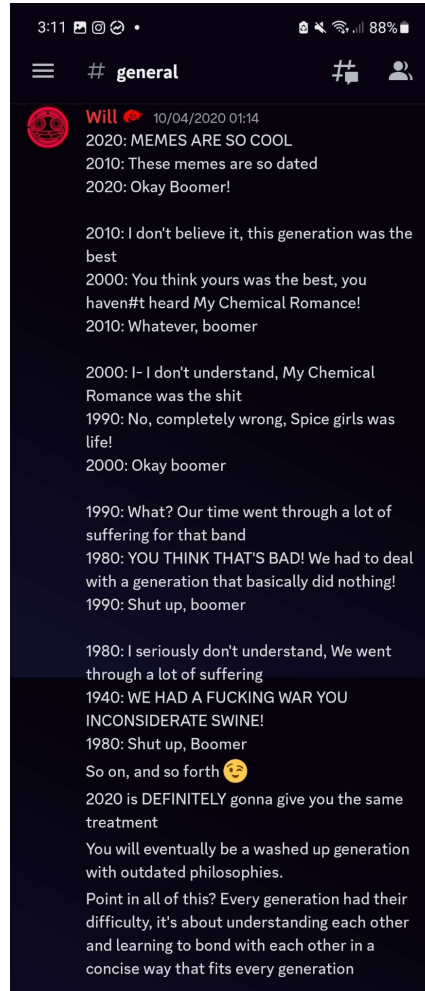 3:11
88%
# general
Will 10/04/2020 01:14
2020: MEMES ARE SO COOL
2010: These memes are so dated
2020: Okay Boomer!
2010: I don't believe it, this generation was the
best
2000: You think yours was the best, you
haven#t heard My Chemical Romance!
2010: Whatever, boomer
2000: I- I don't understand, My Chemical
Romance was the shit
1990: No, completely wrong, Spice girls was
life!
2000: Okay boomer
1990: What? Our time went through a lot of
suffering for that band
1980: YOU THINK THAT'S BAD! We had to deal
with a generation that basically did nothing!
1990: Shut up, boomer
1980: I seriously don't understand, We went
through a lot of suffering
1940: WE HAD A FUCKING WAR YOU
INCONSIDERATE SWINE!
1980: Shut up, Boomer
So on, and so forth 😉
2020 is DEFINITELY gonna give you the same
treatment
You will eventually be a washed up generation
with outdated philosophies.
Point in all of this? Every generation had their
difficulty, it's about understanding each other
and learning to bond with each other in a
concise way that fits every generation